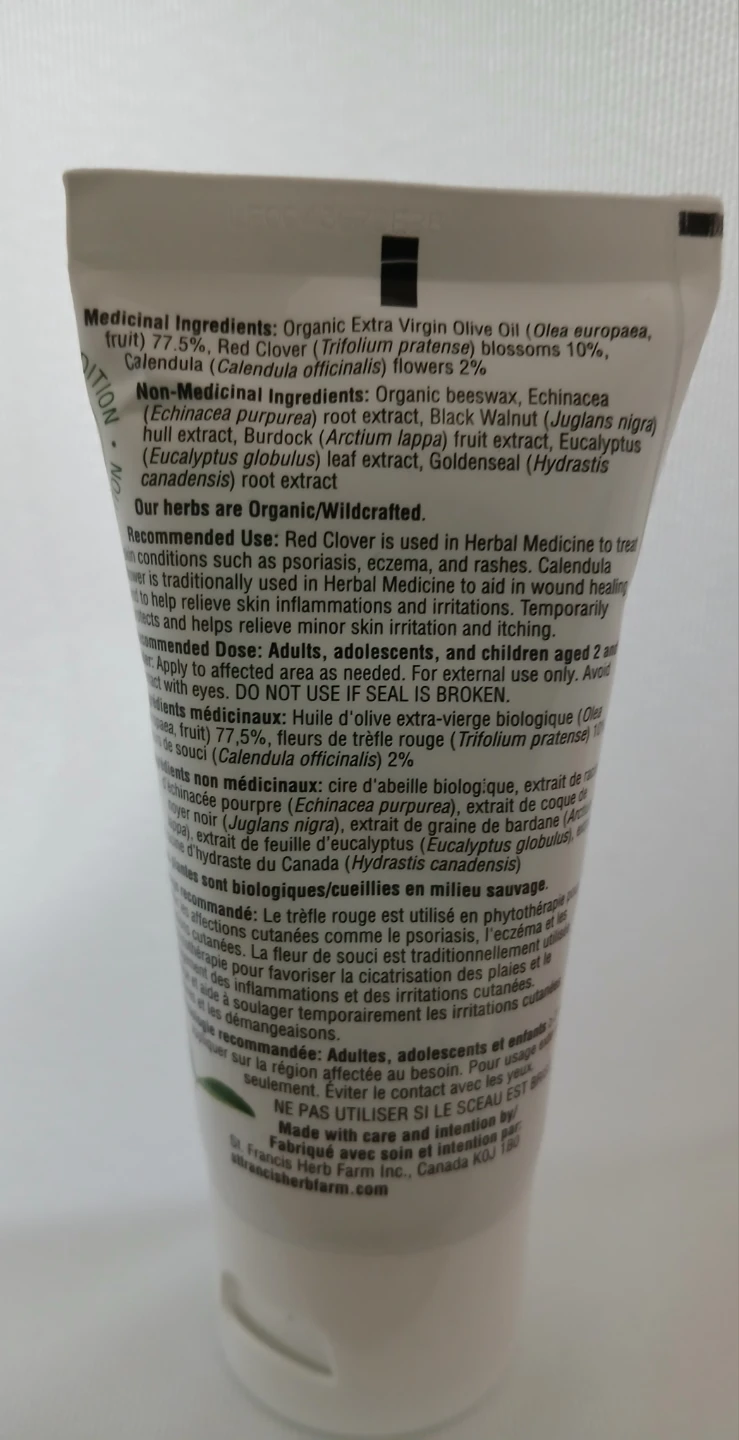 Medicinal Ingredients: Organic Extra Virgin Olive Oil (Olea europaea,
fruit) 77.5%, Red Clover (Trifolium pratense) blossoms 10%,
Calendula (Calendula officinalis) flowers 2%
Non-Medicinal Ingredients: Organic beeswax, Echinacea
(Echinacea purpurea) root extract, Black Walnut (Juglans nigra)
hull extract, Burdock (Arctium lappa) fruit extract, Eucalyptus
(Eucalyptus globulus) leaf extract, Goldenseal (Hydrastis
canadensis) root extract
Our herbs are Organic/Wildcrafted.
Recommended Use: Red Clover is used in Herbal Medicine to treat
conditions such as psoriasis, eczema, and rashes. Calendula
is traditionally used in Herbal Medicine to aid in wound healing
to help relieve skin inflammations and irritations. Temporarily
and helps relieve minor skin irritation and itching.
Dose: Adults, adolescents, and children aged 2
Apply to affected area as needed. For external use only. Avoid
with eyes. DO NOT USE IF SEAL IS BROKEN.
médicinaux: Huile d'olive extra-vierge biologique (Olea
fruit) 77,5%, fleurs de trèfle rouge (Trifolium pratense)
de souci (Calendula officinalis) 2%
non médicinaux: cire d'abeille biologique, extrait de
pourpre (Echinacea purpurea), extrait de coque de
noir (Juglans nigra), extrait de graine de bardane
extrait de feuille d'eucalyptus (Eucalyptus globulus),
d'hydraste du Canada (Hydrastis canadensis)
sont biologiques/cueillies en milieu sauvage.
recommandé: Le trèfle rouge est utilisé en phytothérapie
affections cutanées comme le psoriasis, l'eczéma et les
cutanées. La fleur de souci est traditionnellement
pour favoriser la cicatrisation des plaies et le
des inflammations et des irritations cutanées.
aide à soulager temporairement les irritations cutanées
et les démangeaisons.
recommandée: Adultes, adolescents et enfants
sur la région affectée au besoin. Pour usage
seulement. Éviter le contact avec les yeux.
NE PAS UTILISER SI LE SCEAU EST
Made with care and intention by/
Fabriqué avec soin et intention par:
St. Francis Herb Farm Inc., Canada K0J 1B0
stfrancisherbfarm.com